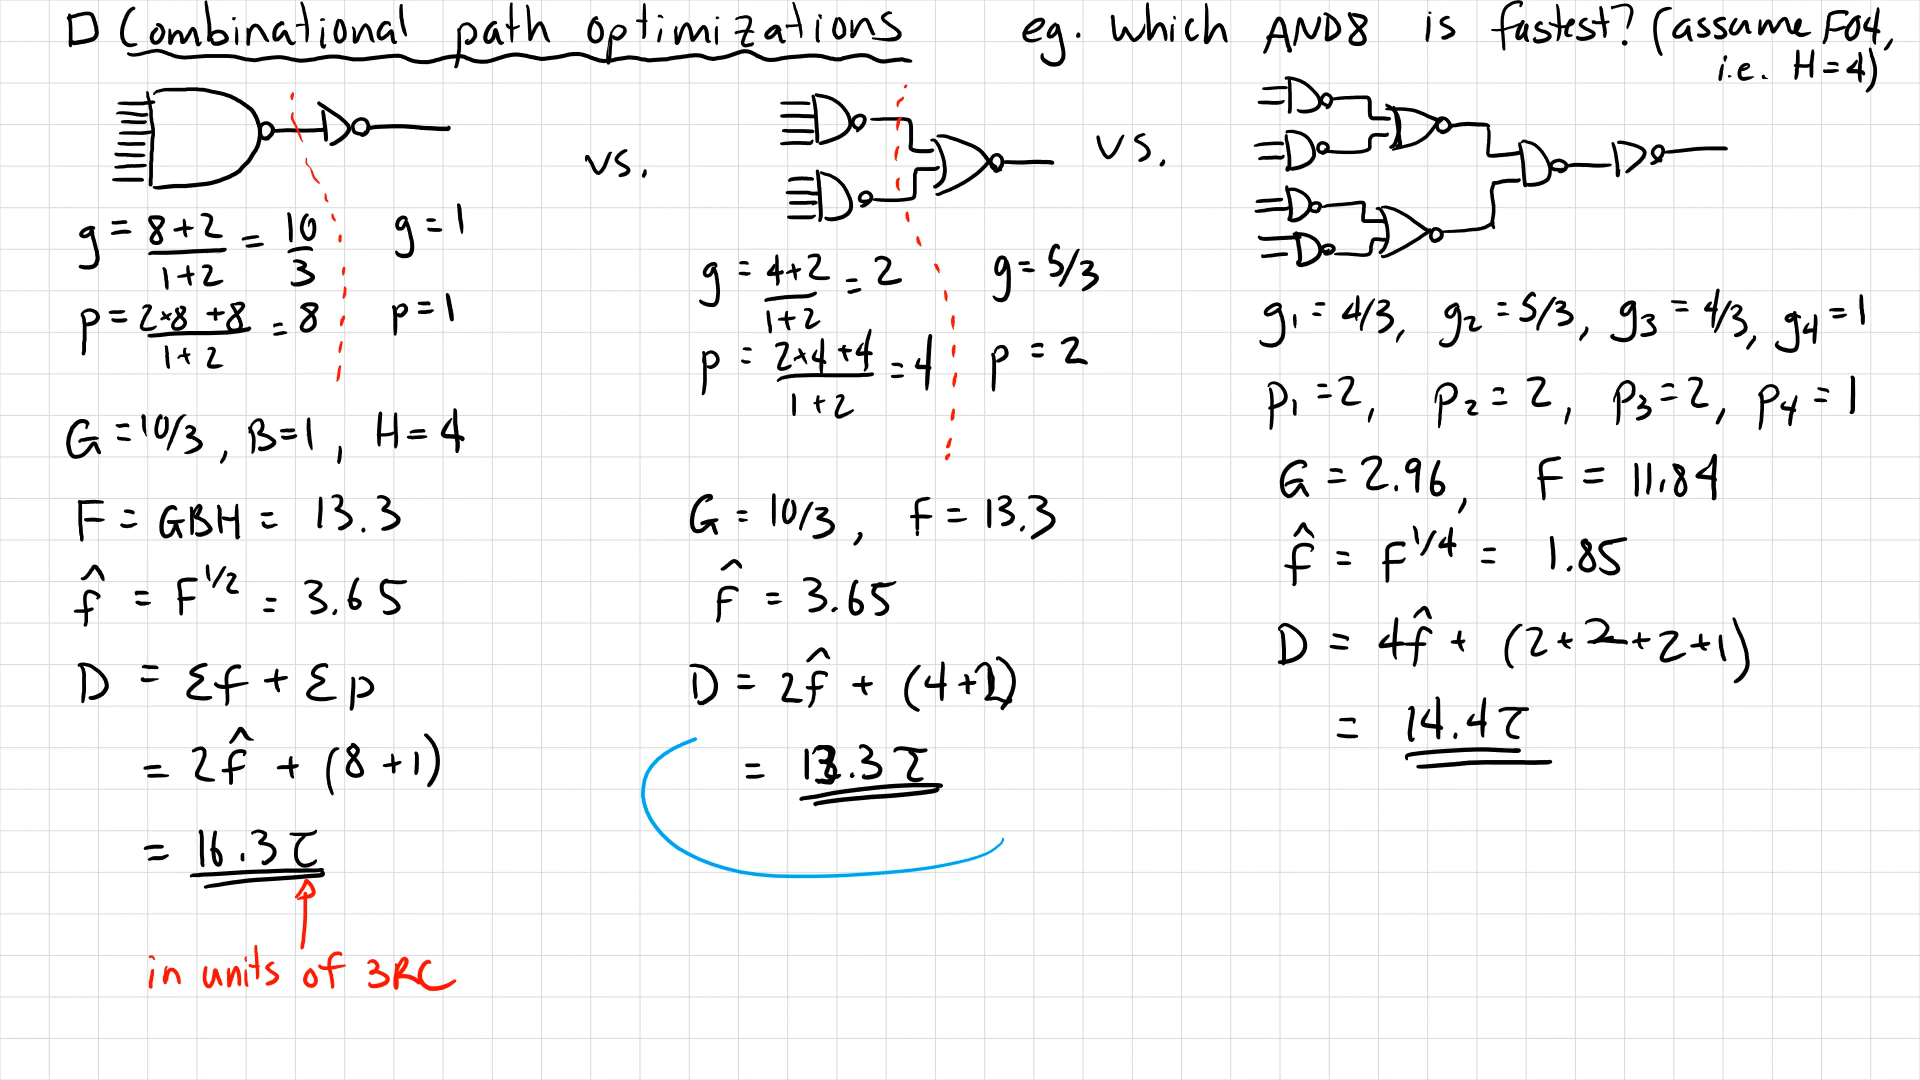 Combinational path optimizations eg. which AND8 is fastest? (assume FO4,
i.e. H=4)
vs.
vs.
g = 8+2 / 1+2 = 10/3 g = 1
p = 2×8+8 / 1+2 = 8 p = 1
G = 10/3, B=1, H=4
F = GBH = 13.3
f̂ = F^1/2 = 3.65
D = Σf + Σp
= 2f̂ + (8+1)
= 16.3τ
in units of 3RC
g = 4+2 / 1+2 = 2 g = 5/3
p = 2×4+4 / 1+2 = 4 p = 2
G = 10/3, F = 13.3
f̂ = 3.65
D = 2f̂ + (4+2)
= 13.3τ
g1 = 4/3, g2 = 5/3, g3 = 4/3, g4 = 1
p1 = 2, p2 = 2, p3 = 2, p4 = 1
G = 2.96, F = 11.84
f̂ = F^1/4 = 1.85
D = 4f̂ + (2+2+2+1)
= 14.4τ